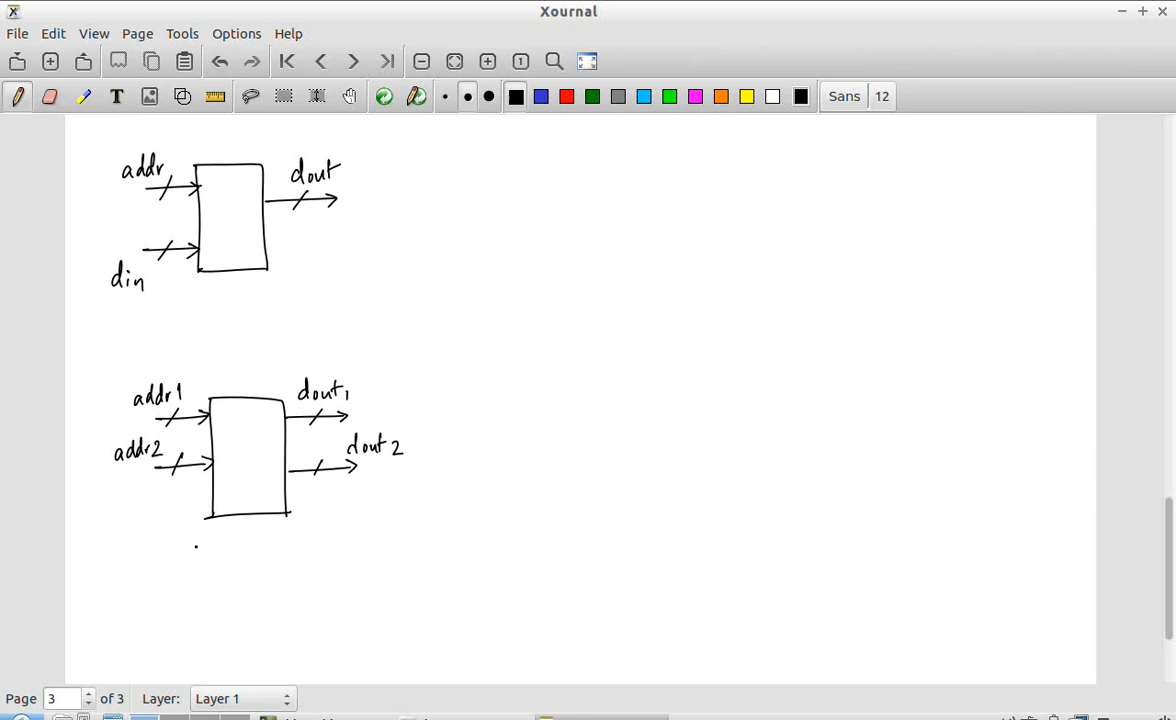 Xournal
File Edit View Page Tools Options Help
T Sans 12
addr dout
din
addr1 dout1
addr2 dout2
Page 3 of 3 Layer: Layer 1